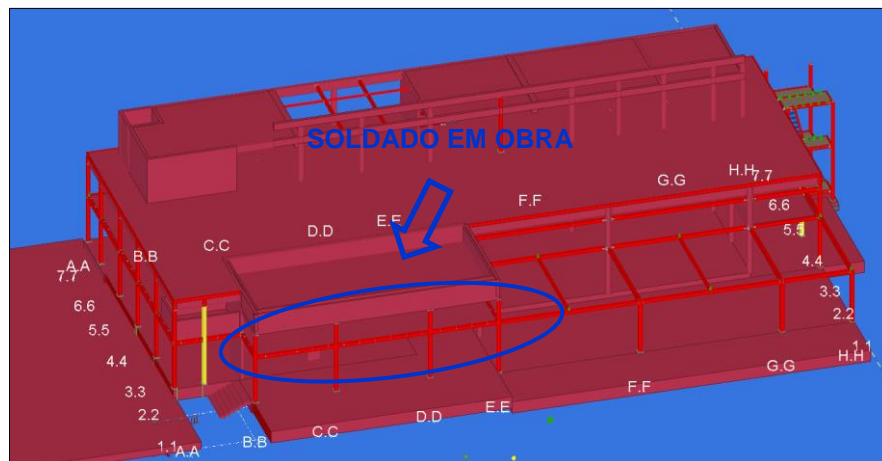 SOLDADO EM OBRA
H.H
7.7
G.G
6.6
F.F
E.E
5.5
D.D
C.C
B.B
4.4
A.A
7.7
3.3
6.6
2.2
5.5
1.1
4.4
H.H
G.G
F.F
3.3
E.E
2.2
D.D
C.C
B.B
1.1
A.A